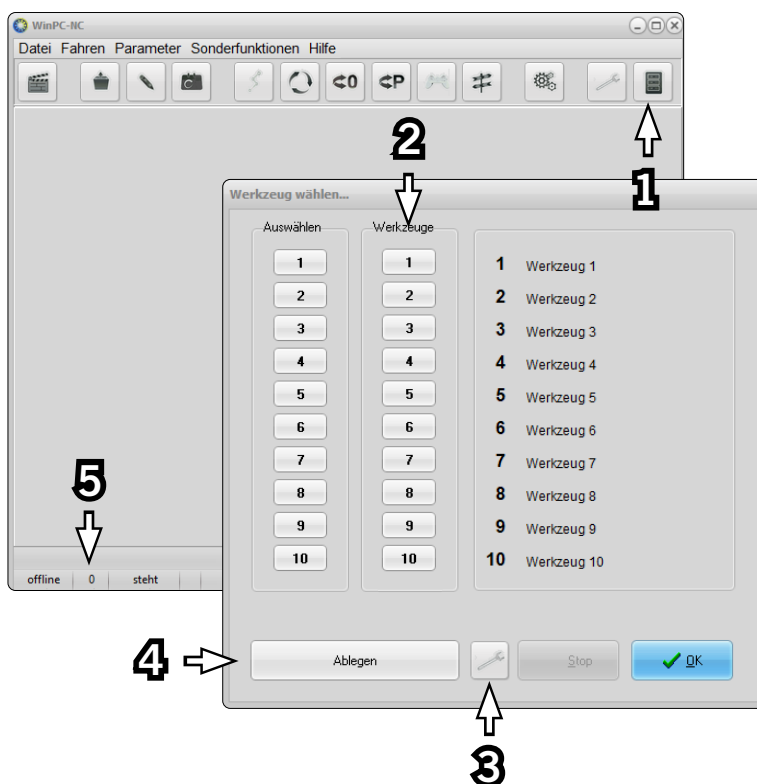 WinPC-NC
Datei Fahren Parameter Sonderfunktionen Hilfe
C 0 P
1
2
Werkzeug wählen...
Auswählen Werkzeuge
1 1 1 Werkzeug 1
2 2 2 Werkzeug 2
3 3 3 Werkzeug 3
4 4 4 Werkzeug 4
5 5 5 Werkzeug 5
6 6 6 Werkzeug 6
7 7 7 Werkzeug 7
8 8 8 Werkzeug 8
9 9 9 Werkzeug 9
10 10 10 Werkzeug 10
5
offline 0 steht
4 Ablegen Stop OK
3